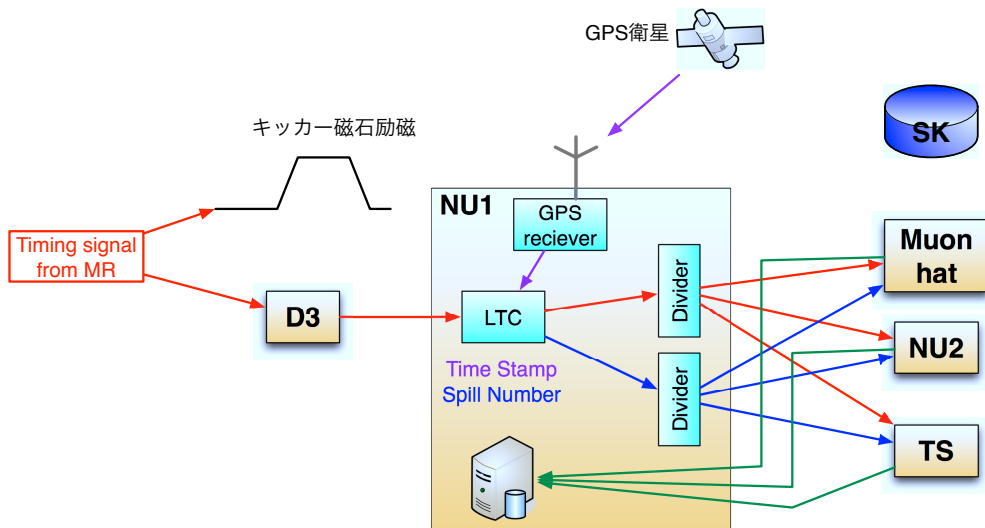 GPS衛星
SK
キッカー磁石励磁
NU1
GPS
reciever
Timing signal
from MR
D3
LTC
Divider
Divider
Time Stamp
Spill Number
Muon
hat
NU2
TS